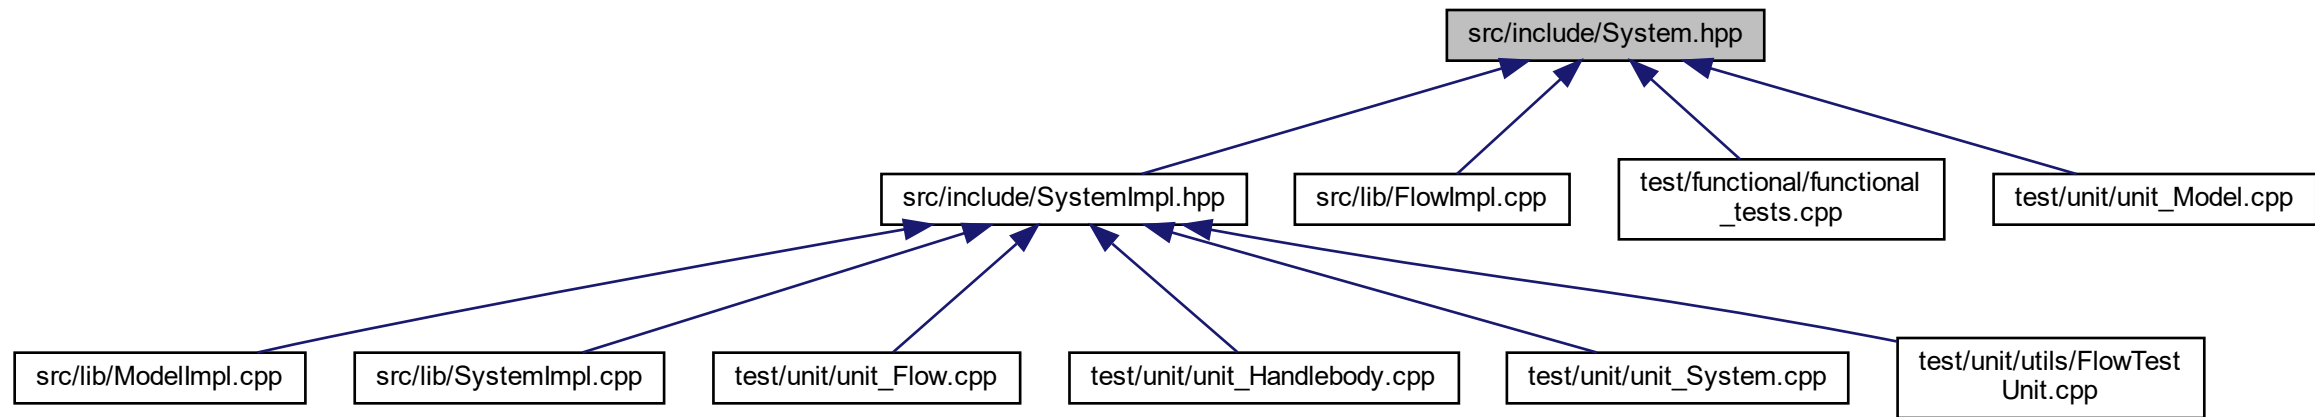 src/include/System.hpp
src/include/SystemImpl.hpp
src/lib/FlowImpl.cpp
test/functional/functional
_tests.cpp
test/unit/unit_Model.cpp
src/lib/ModelImpl.cpp
src/lib/SystemImpl.cpp
test/unit/unit_Flow.cpp
test/unit/unit_Handlebody.cpp
test/unit/unit_System.cpp
test/unit/utils/FlowTest
Unit.cpp